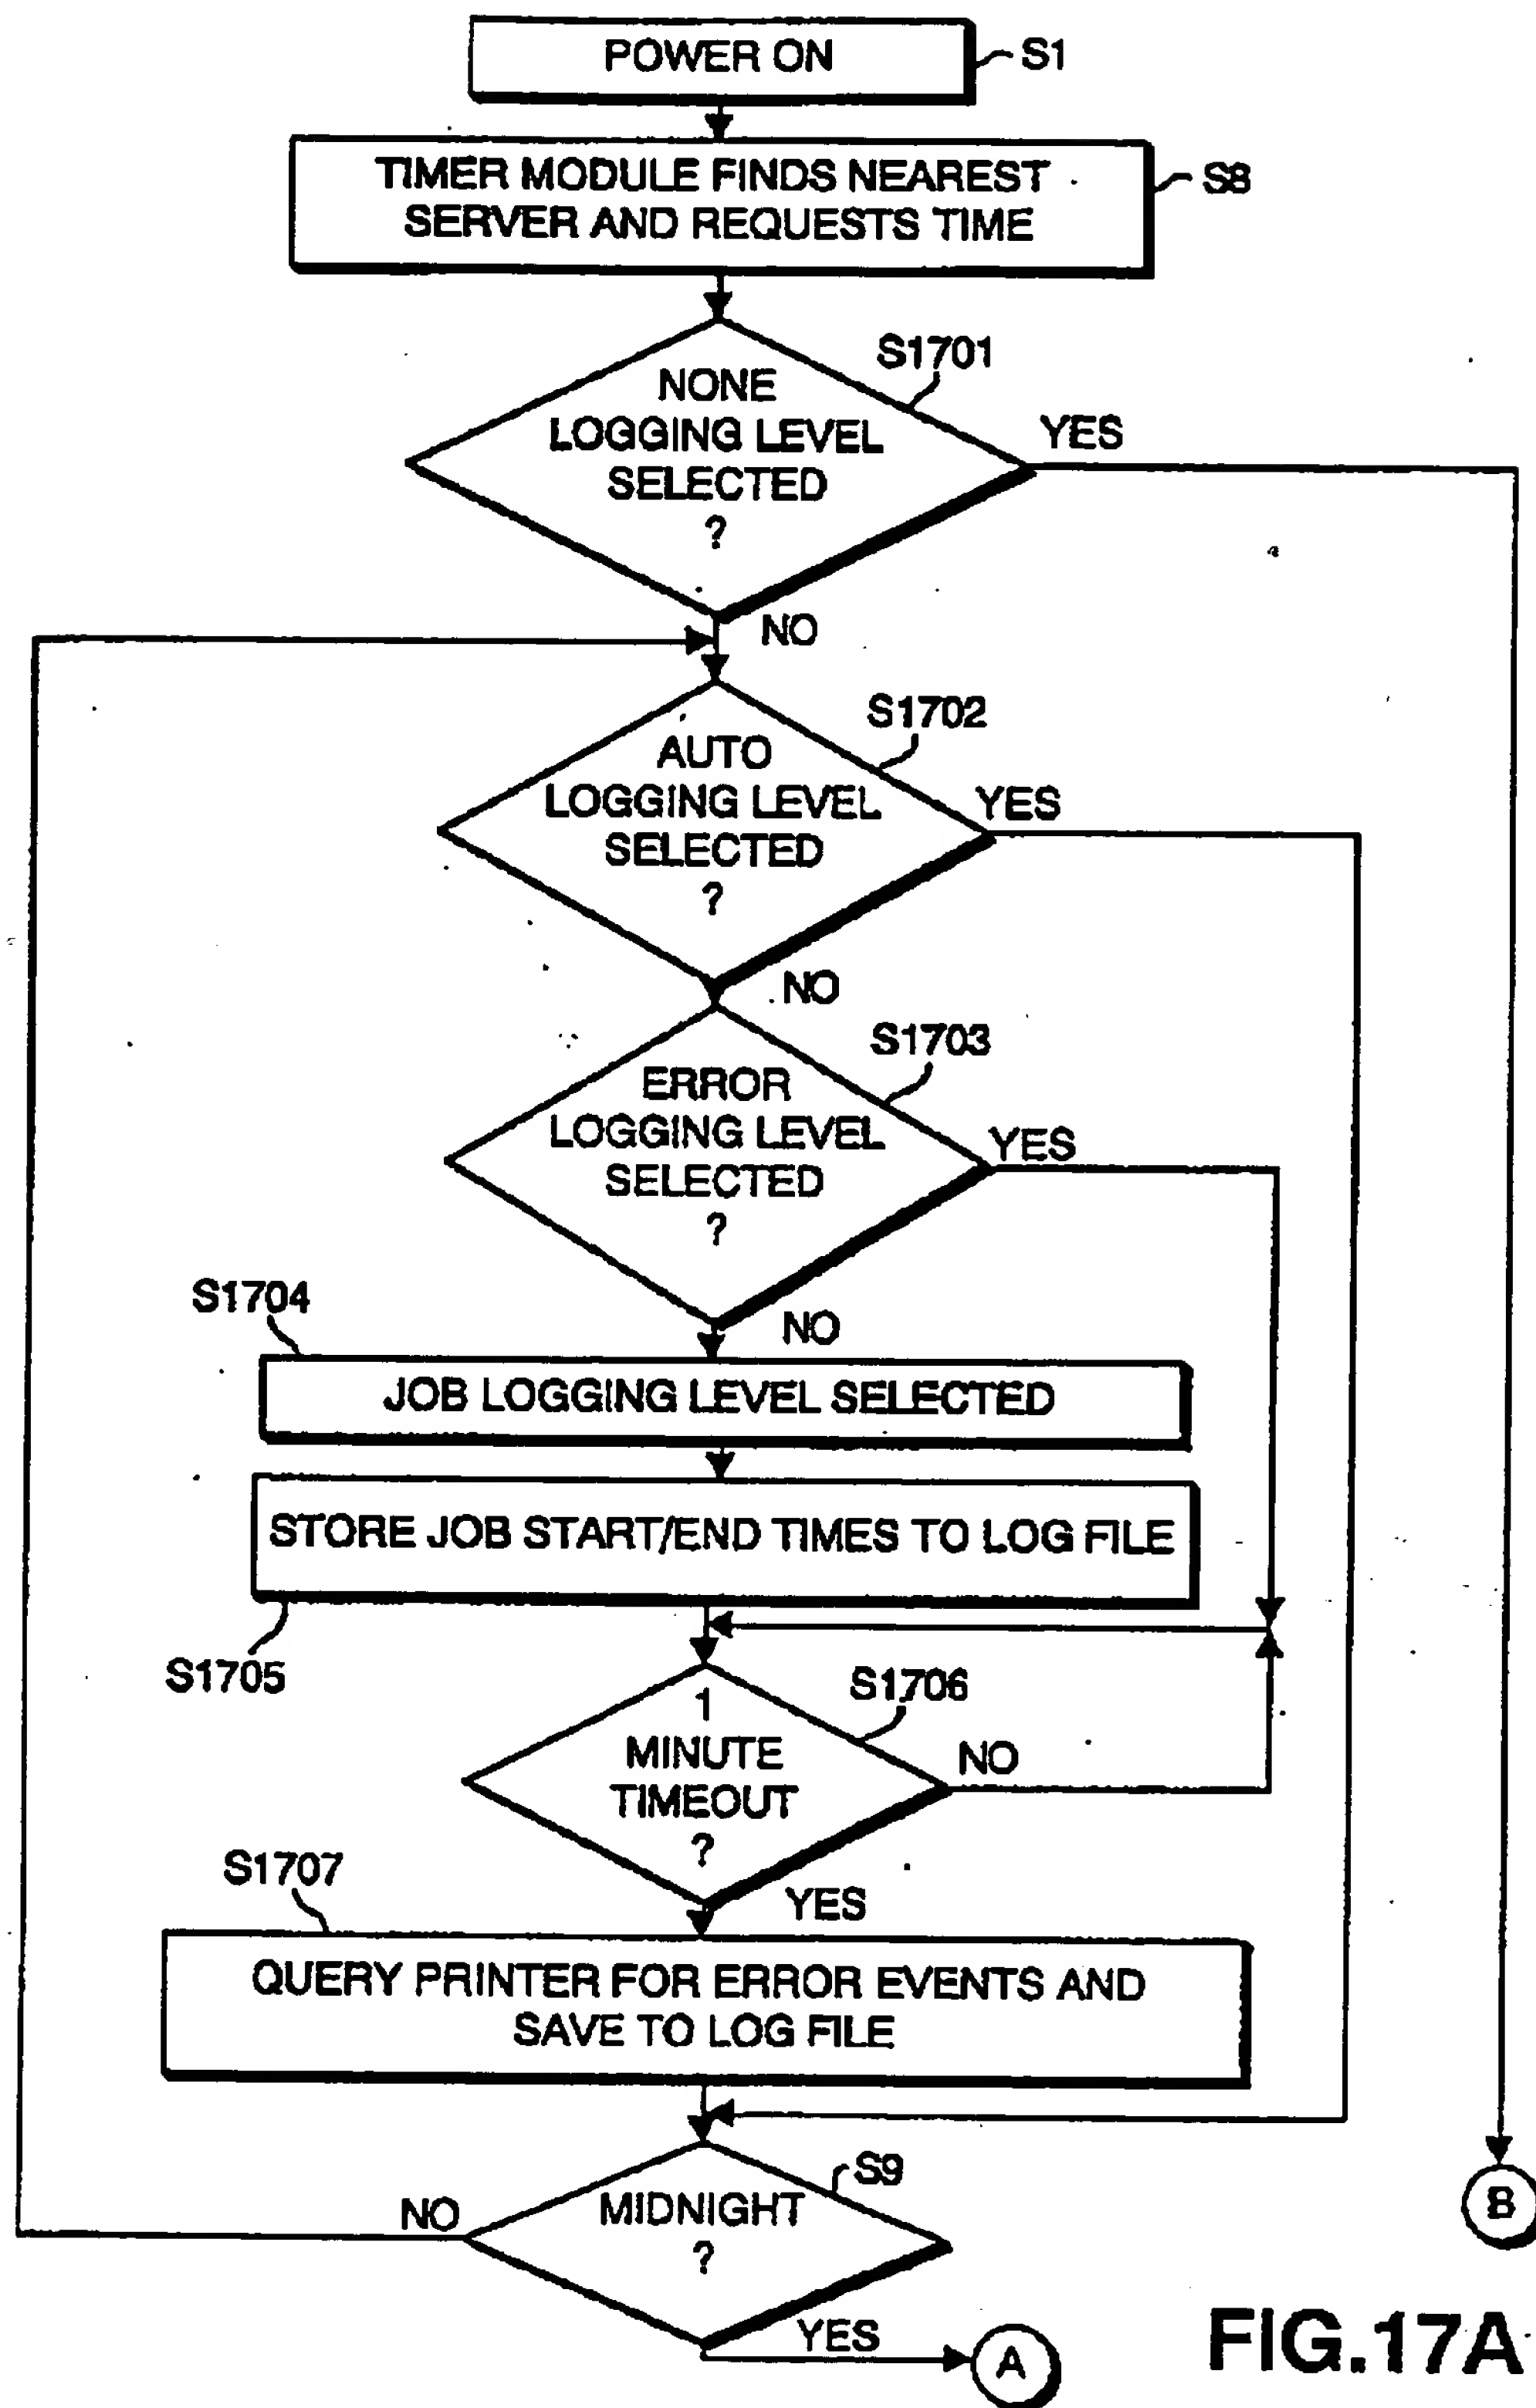 POWER ON
S1
TIMER MODULE FINDS NEAREST
SERVER AND REQUESTS TIME
S8
S1701
NONE
LOGGING LEVEL
SELECTED
?
YES
NO
S1702
AUTO
LOGGING LEVEL
SELECTED
?
YES
NO
S1703
ERROR
LOGGING LEVEL
SELECTED
?
YES
NO
S1704
JOB LOGGING LEVEL SELECTED
STORE JOB START/END TIMES TO LOG FILE
S1705
S1706
1
MINUTE
TIMEOUT
?
NO
YES
S1707
QUERY PRINTER FOR ERROR EVENTS AND
SAVE TO LOG FILE
S9
MIDNIGHT
?
NO
YES
A
B
FIG.17A